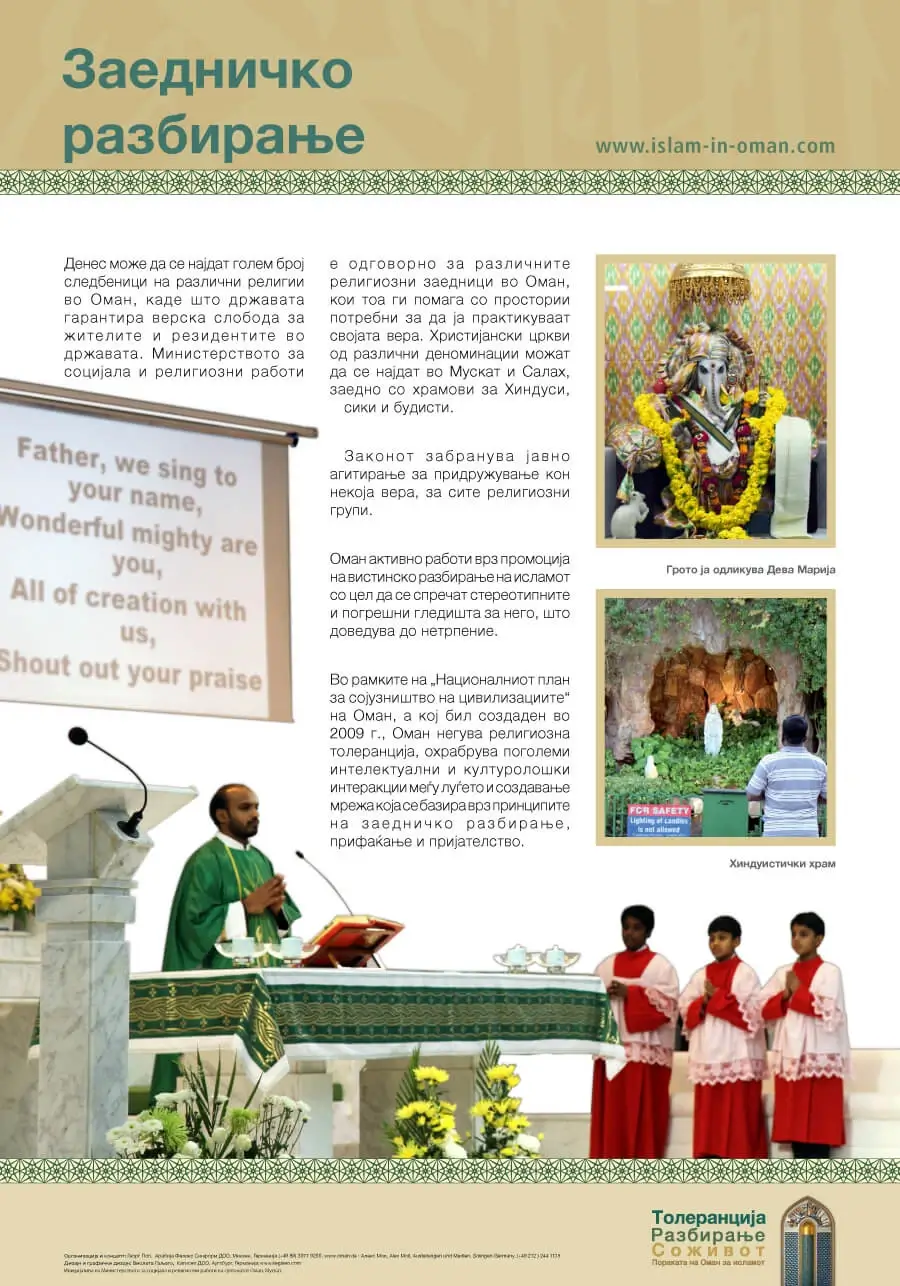 Заедничко
разбирање
www.islam-in-oman.com
Денес може да се најдат голем број
следбеници на различни религии
во Оман, каде што државата
гарантира верска слобода за
жителите и резидентите во
државата. Министерството за
социјала и религиозни работи
е одговорно за различните
религиозни заедници во Оман,
кои тоа ги помага со простории
потребни за да ја практикуваат
својата вера. Христијански цркви
од различни деноминации можат
да се најдат во Мускат и Салах,
заедно со храмови за Хиндуси,
сики и будисти.
Законот забранува јавно
агитирање за придружување кон
некоја вера, за сите религиозни
групи.
Оман активно работи врз промоција
на вистинско разбирање на исламот
со цел да се спречат стереотипните
и погрешни гледишта за него, што
доведува до нетрпение.
Во рамките на „Националниот план
за сојузништво на цивилизациите“
на Оман, а кој бил создаден во
2009 г., Оман негува религиозна
толеранција, охрабрува поголеми
интелектуални и културолошки
интеракции меѓу луѓето и создавање
мрежа која се базира врз принципите
на заедничко разбирање,
прифаќање и пријателство.
Грото ја одликува Дева Марија
FOR SAFETY
Lighting of candles
is not allowed
Хиндуистички храм
Father, we sing to
your name,
Wonderful mighty are
you,
All of creation with
us,
Shout out your praise
Толеранција
Разбирање
Соживот
Пораката на Оман за исламот